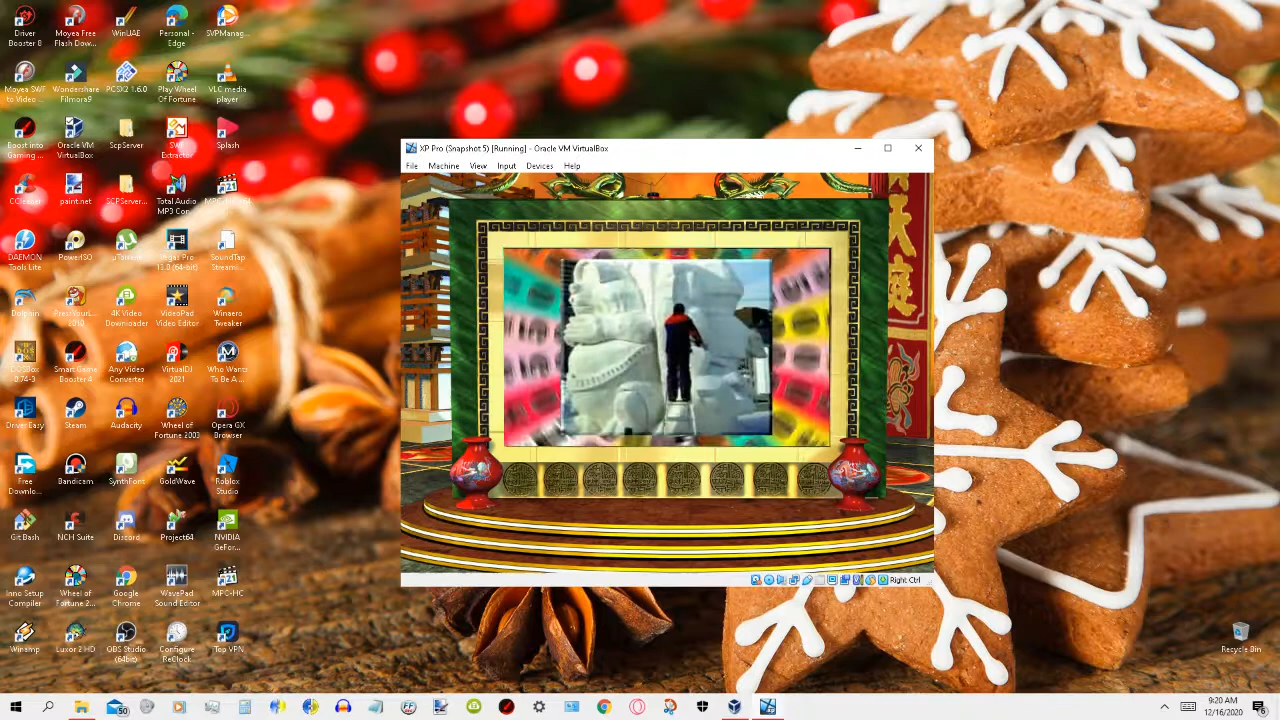 Driver Booster 8
Moyea Free Flash Dow...
WinUAE
Personal - Edge
SVPManag...
Moyea SWF to Video ...
Wondershare Filmora9
PCSX2 1.6.0
Play Wheel Of Fortune
VLC media player
Boost into Gaming ...
Oracle VM VirtualBox
ScpServer
SWF Extractor
Splash
CCleaner
paint.net
SCPServer...
Total Audio MP3 Con...
DAEMON Tools Lite
PowerISO
uTorrent
Vegas Pro 13.0 (64-bit)
SoundTap Streami...
Dolphin
PressYourL... 2010
4K Video Downloader
VideoPad Video Editor
Winaero Tweaker
DOSBox 0.74-3
Smart Game Booster 4
Any Video Converter
VirtualDJ 2021
Who Wants To Be A ...
Driver Easy
Steam
Audacity
Wheel of Fortune 2003
Opera GX Browser
Free Downlo...
Bandicam
SynthFont
GoldWave
Roblox Studio
Git Bash
NCH Suite
Discord
Project64
NVIDIA GeFor...
Inno Setup Compiler
Wheel of Fortune 2...
Google Chrome
WavePad Sound Editor
MPC-HC
Winamp
Luxor 2 HD
OBS Studio (64bit)
Configure ReClock
iTop VPN
XP Pro (Snapshot 5) [Running] - Oracle VM VirtualBox
File Machine View Input Devices Help
天庭
Right Ctrl
Recycle Bin
50
9:20 AM
12/16/2020
6